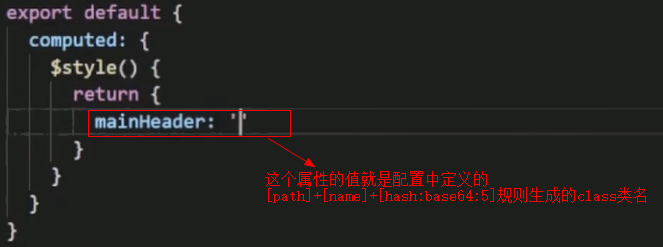 export default {
computed: {
$style() {
return {
mainHeader: ''
}
}
}
}
这个属性的值就是配置中定义的
[path]+[name]+[hash:base64:5]规则生成的class类名